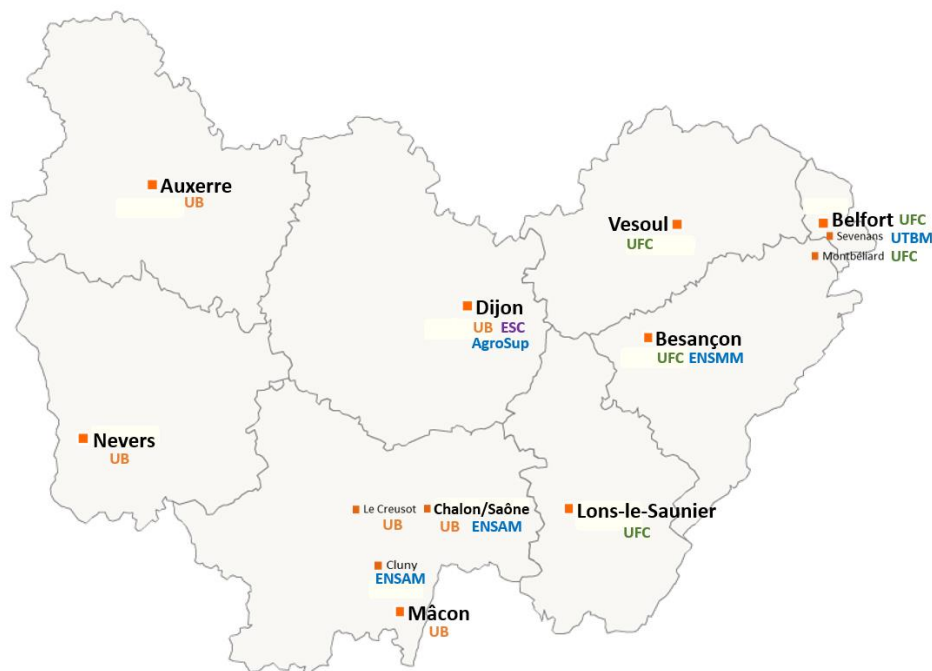 Auxerre
UB
Vesoul
UFC
Belfort UFC
Sevenans UTBM
Montbéliard UFC
Dijon
UB ESC
AgroSup
Besançon
UFC ENSMM
Nevers
UB
Le Creusot
UB
Chalon/Saône
UB ENSAM
Lons-le-Saunier
UFC
Cluny
ENSAM
Mâcon
UB